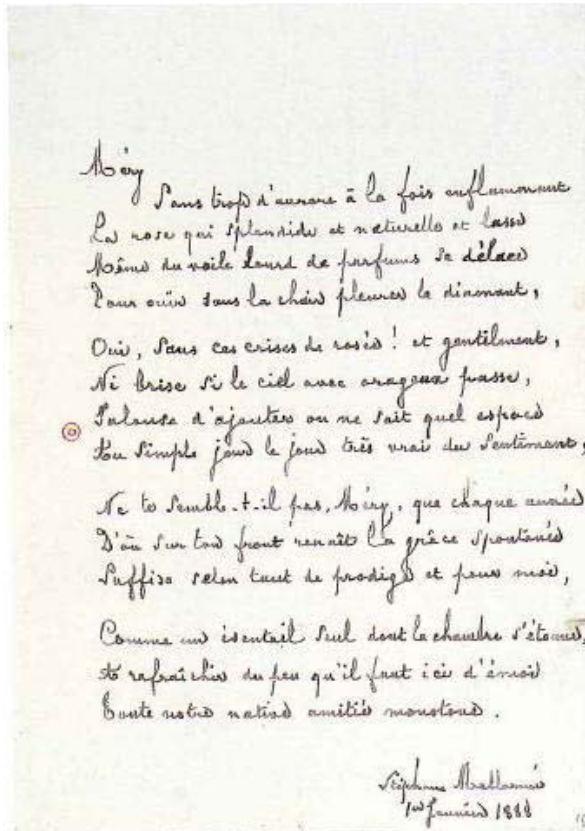 Méry
Sans trop d'aurore à la fois enflammant
La rose qui splendide et naturelle et lasse
Même du voile lourd de parfums se délace
Pour ouïr sous la chair pleurer le diamant,
Oui, sans ces crises de rosée ! et gentiment,
Ni brise si le ciel avec orageux passe,
Jalouse d'ajouter on ne sait quel espace
Au simple jour le jour très vrai du sentiment,
Ne te semble-t-il pas, Méry, que chaque année
D'où sur ton front renaît la grâce spontanée
Suffise selon tant de prodige et pour moi,
Comme un éventail seul dont la chambre s'étonne,
A rafraîchir du peu qu'il faut ici d'émoi
Toute notre native amitié monotone.
Stéphane Mallarmé
1er Janvier 1888